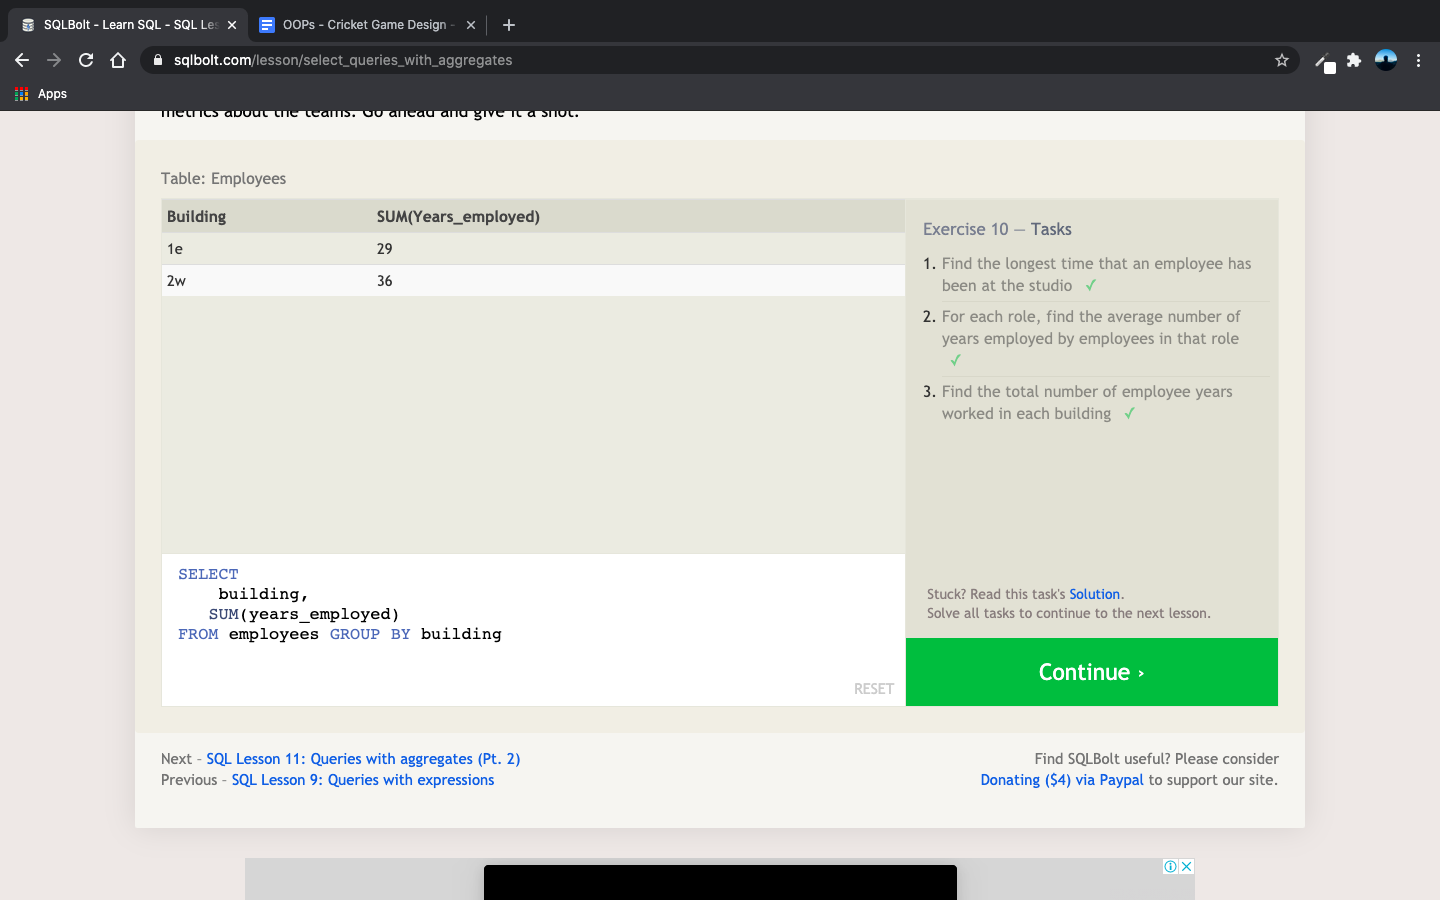 SQLBolt - Learn SQL - SQL Les
OOPs - Cricket Game Design -
sqlbolt.com/lesson/select_queries_with_aggregates
Apps
metrics about the teams. Go ahead and give it a shot.
Table: Employees
Building SUM(Years_employed)
1e 29
2w 36
SELECT
building,
SUM(years_employed)
FROM employees GROUP BY building
RESET
Exercise 10 — Tasks
1. Find the longest time that an employee has
been at the studio ✓
2. For each role, find the average number of
years employed by employees in that role
✓
3. Find the total number of employee years
worked in each building ✓
Stuck? Read this task's Solution.
Solve all tasks to continue to the next lesson.
Continue ›
Next – SQL Lesson 11: Queries with aggregates (Pt. 2)
Previous – SQL Lesson 9: Queries with expressions
Find SQLBolt useful? Please consider
Donating ($4) via Paypal to support our site.